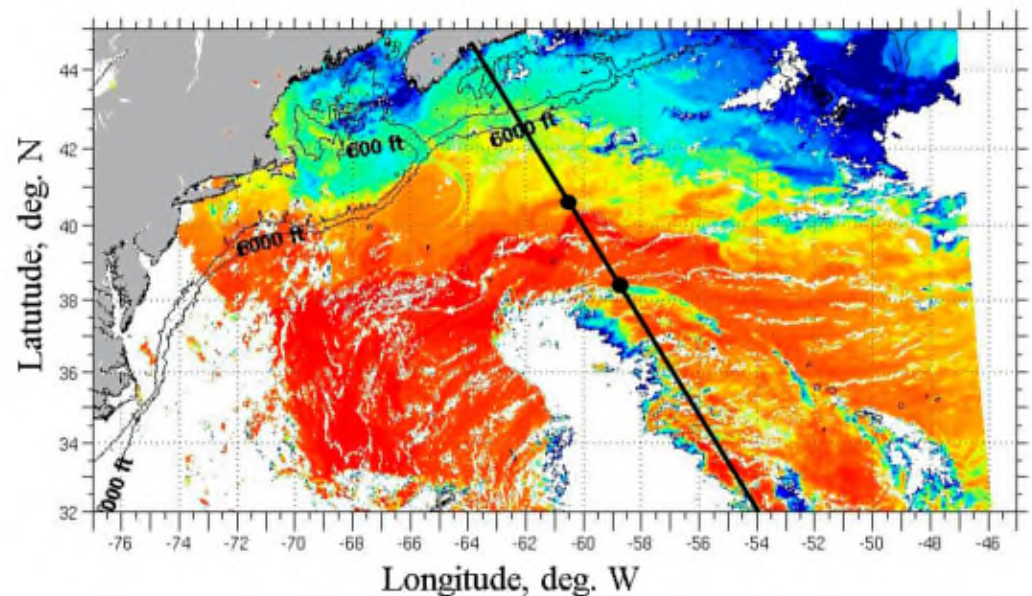 Latutude, deg. N
44
42
40
38
36
34
32
600 ft
6000 ft
6000 ft
000 ft
-76 -74 -72 -70 -68 -66 -64 -62 -60 -58 -56 -54 -52 -50 -48 -46
Longitude, deg. W